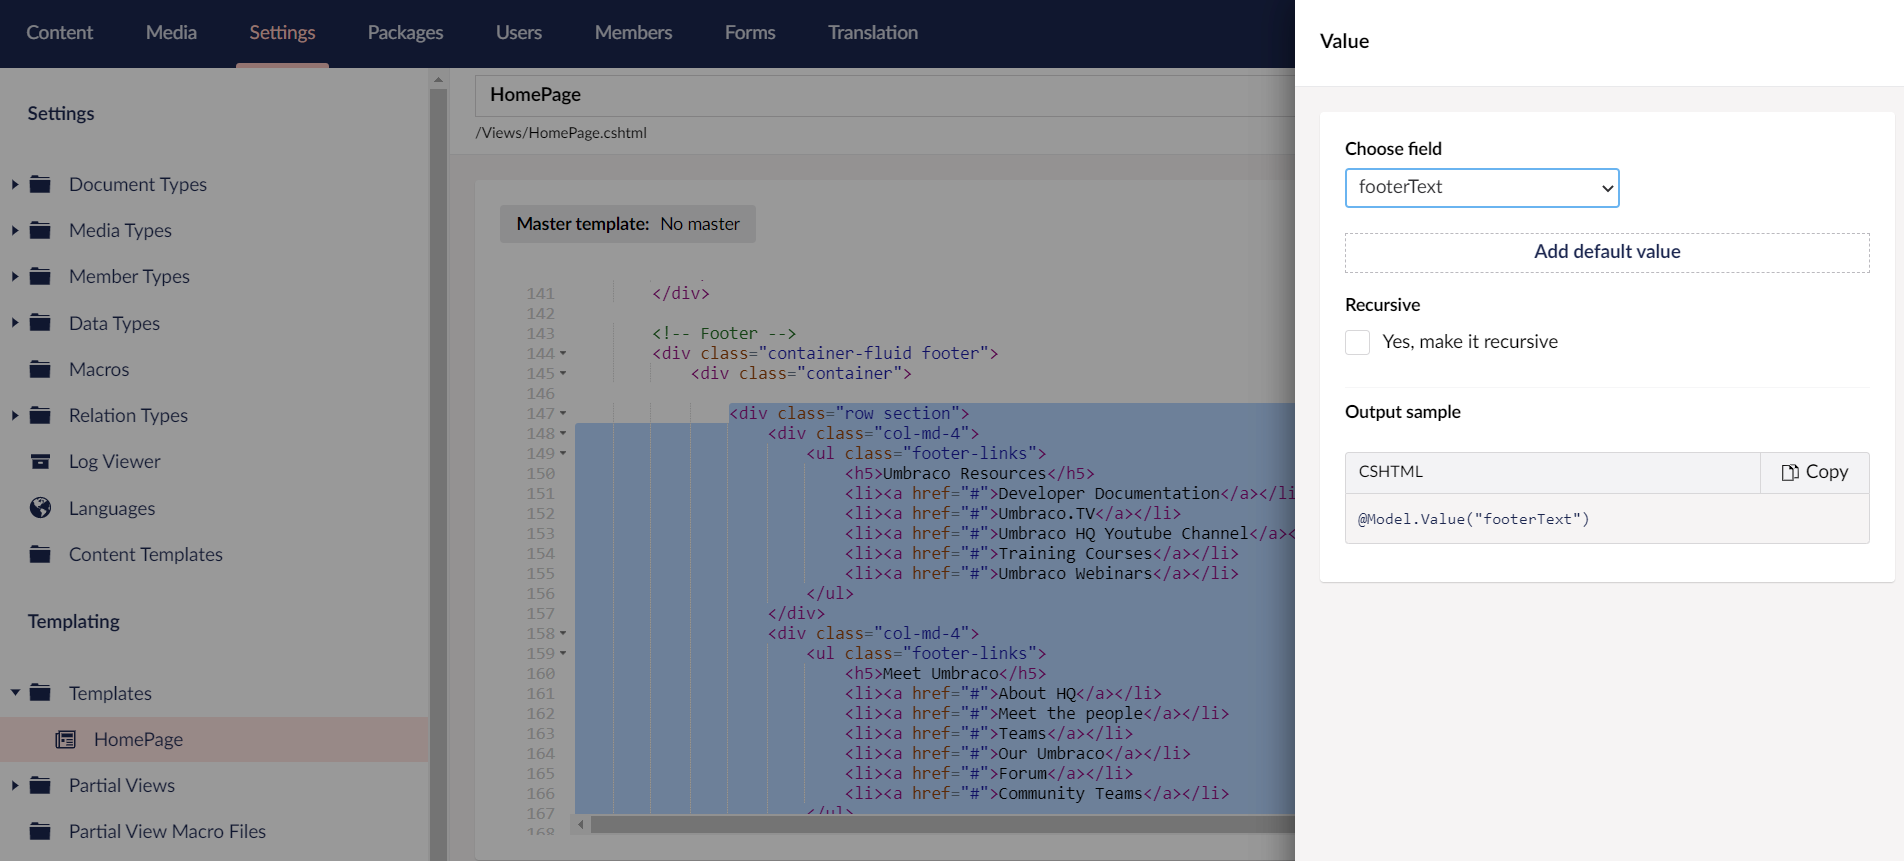 Content Media Settings Packages Users Members Forms Translation
Settings
Document Types
Media Types
Member Types
Data Types
Macros
Relation Types
Log Viewer
Languages
Content Templates
Templating
Templates
HomePage
Partial Views
Partial View Macro Files
HomePage
/Views/HomePage.cshtml
Master template: No master
141 </div>
142
143 <!-- Footer -->
144 <div class="container-fluid footer">
145 <div class="container">
146
147 <div class="row section">
148 <div class="col-md-4">
149 <ul class="footer-links">
150 <h5>Umbraco Resources</h5>
151 <li><a href="#">Developer Documentation</a></li
152 <li><a href="#">Umbraco.TV</a></li>
153 <li><a href="#">Umbraco HQ Youtube Channel</a><
154 <li><a href="#">Training Courses</a></li>
155 <li><a href="#">Umbraco Webinars</a></li>
156 </ul>
157 </div>
158 <div class="col-md-4">
159 <ul class="footer-links">
160 <h5>Meet Umbraco</h5>
161 <li><a href="#">About HQ</a></li>
162 <li><a href="#">Meet the people</a></li>
163 <li><a href="#">Teams</a></li>
164 <li><a href="#">Our Umbraco</a></li>
165 <li><a href="#">Forum</a></li>
166 <li><a href="#">Community Teams</a></li>
167 </ul>
168
Value
Choose field
footerText
Add default value
Recursive
Yes, make it recursive
Output sample
CSHTML Copy
@Model.Value("footerText")